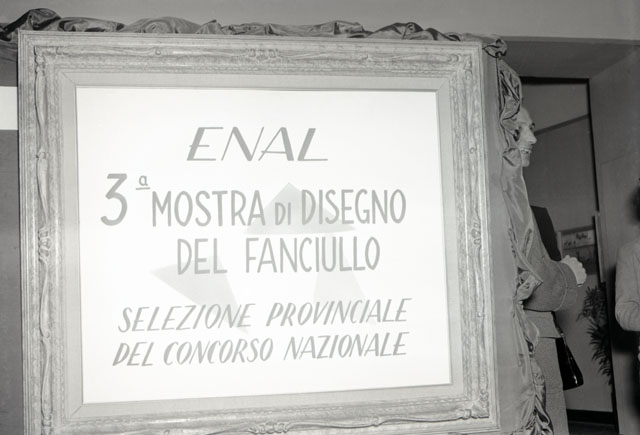 ENAL
3ª MOSTRA DI DISEGNO
DEL FANCIULLO
SELEZIONE PROVINCIALE
DEL CONCORSO NAZIONALE